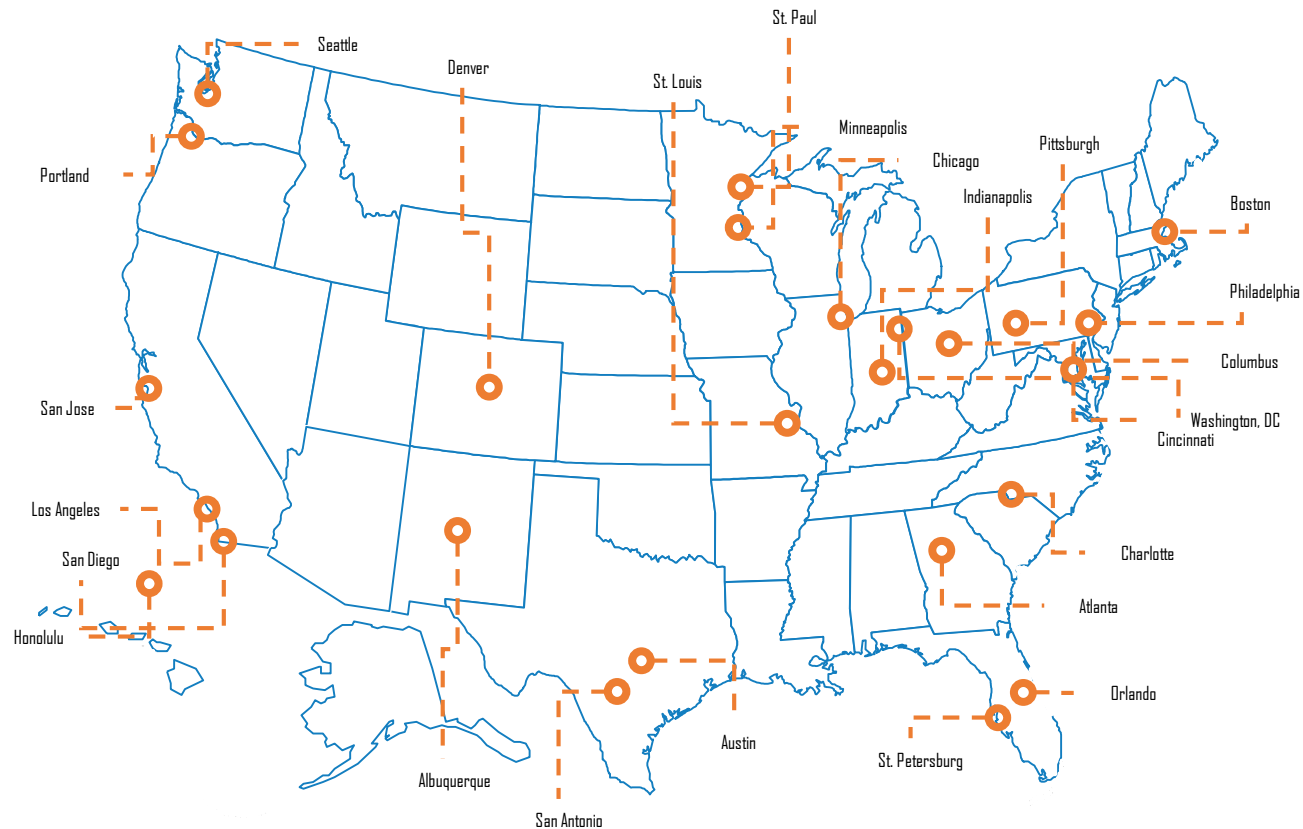 St. Paul
Seattle
Denver
St. Louis
Minneapolis
Pittsburgh
Chicago
Portland
Indianapolis
Boston
Philadelphia
Columbus
San Jose
Washington, DC
Cincinnati
Los Angeles
San Diego
Charlotte
Atlanta
Honolulu
Orlando
Austin
St. Petersburg
Albuquerque
San Antonio